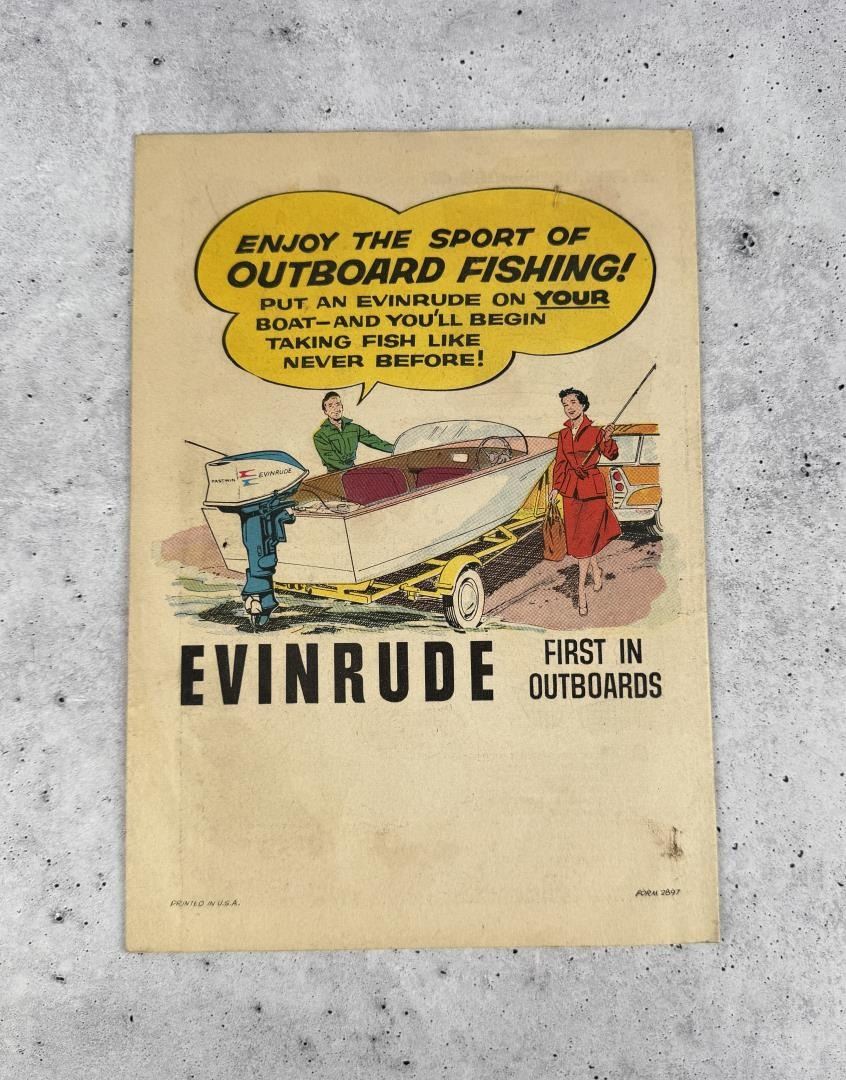 ENJOY THE SPORT OF
OUTBOARD FISHING!
PUT AN EVINRUDE ON YOUR
BOAT—AND YOU'LL BEGIN
TAKING FISH LIKE
NEVER BEFORE!
FASTWIN EVINRUDE
EVINRUDE
FIRST IN
OUTBOARDS
PRINTED IN U.S.A.
FORM 2897